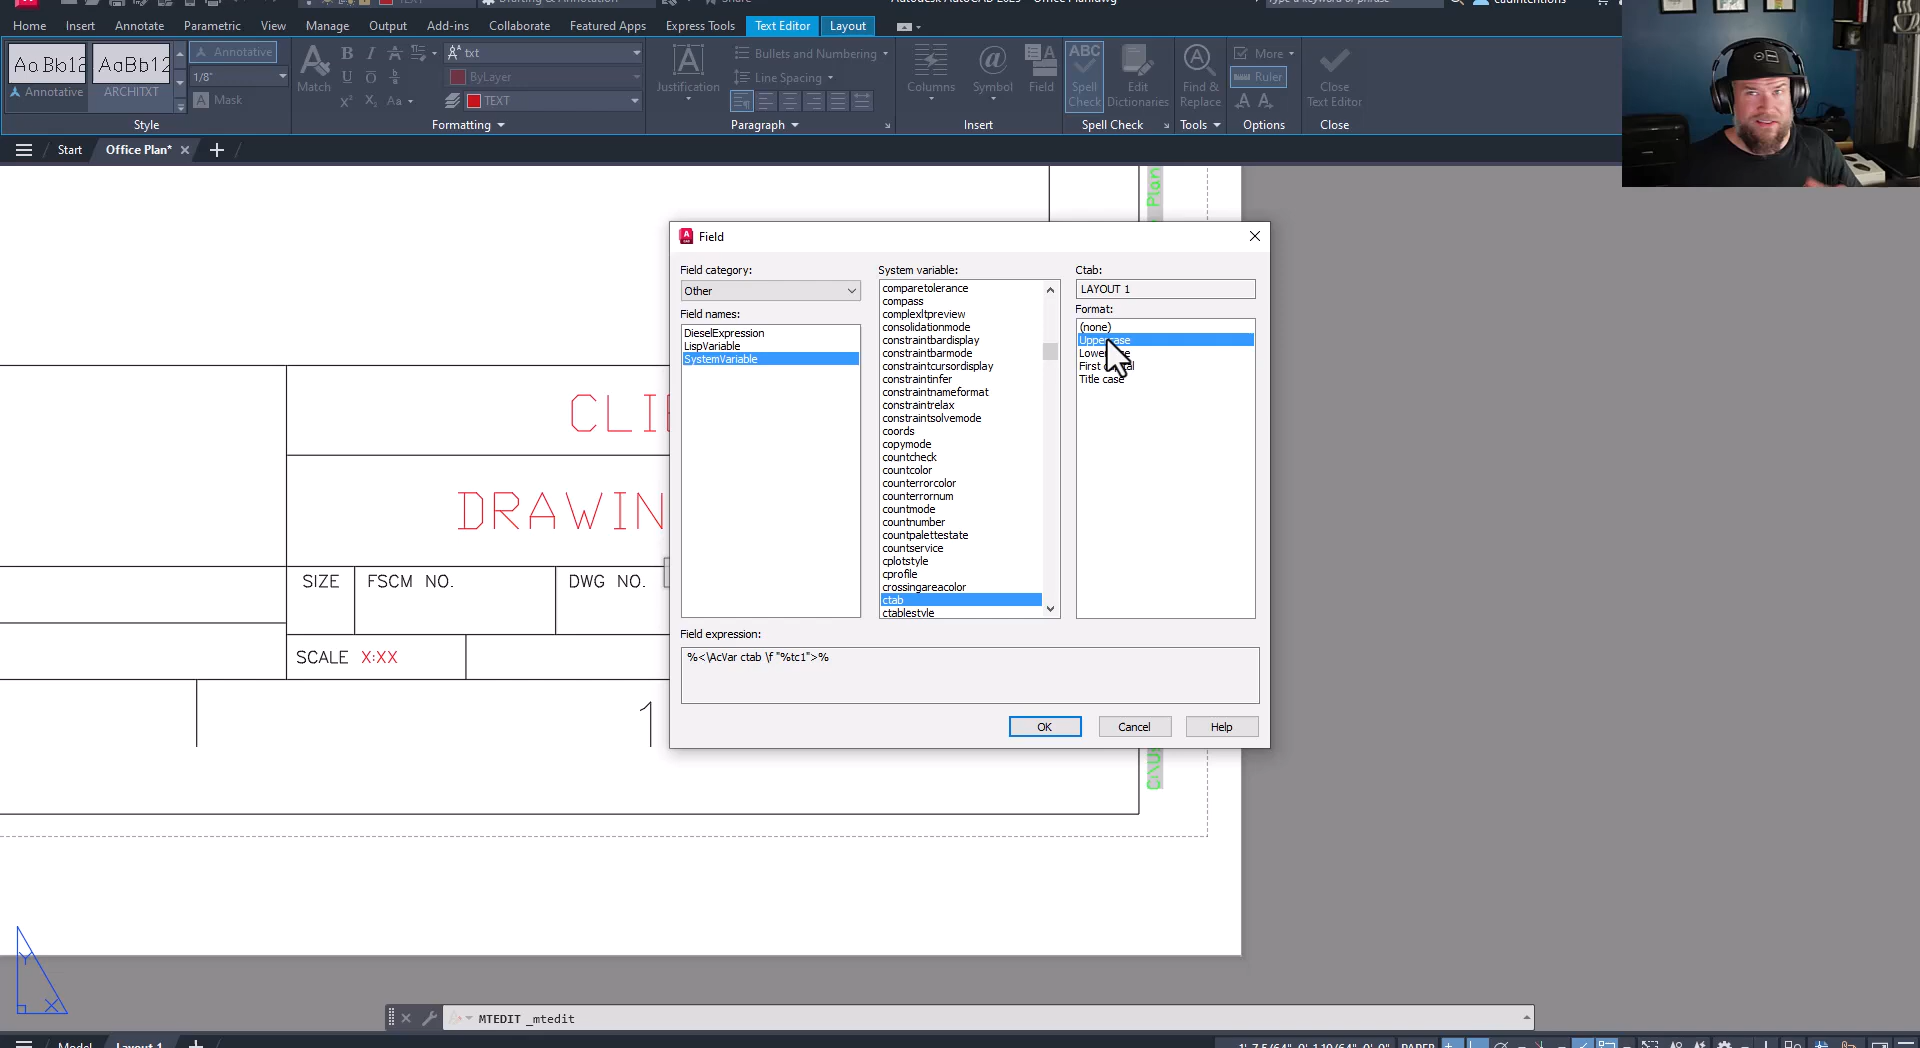 Home Insert Annotate Parametric View Manage Output Add-ins Collaborate Featured Apps Express Tools Text Editor Layout
Annotative
1/8"
Mask
Annotative
ARCHITXT
Style
Match
txt
ByLayer
TEXT
Formatting
Justification
Bullets and Numbering
Line Spacing
Paragraph
Columns
Symbol
Field
Insert
ABC
Spell
Check
Edit
Dictionaries
Spell Check
Find &
Replace
Tools
More
Ruler
Options
Close
Text Editor
Close
Start
Office Plan*
Plan
Field
Field category:
Other
Field names:
DieselExpression
LispVariable
SystemVariable
System variable:
comparetolerance
compass
complexltpreview
consolidationmode
constraintbardisplay
constraintbarmode
constraintcursordisplay
constraintinfer
constraintnameformat
constraintrelax
constraintsolvemode
coords
copymode
countcheck
countcolor
counterrorcolor
counterrornum
countmode
countnumber
countpalettestate
countservice
cplotstyle
cprofile
crossingareacolor
ctab
ctablestyle
Ctab:
LAYOUT 1
Format:
(none)
Uppercase
First
Title case
Field expression:
%<\AcVar ctab \f "%tc1">%
OK
Cancel
Help
CLIE
DRAWIN
SIZE
FSCM NO.
DWG NO.
SCALE X:XX
1
MTEDIT _mtedit
Model
Layout 1
PAPER